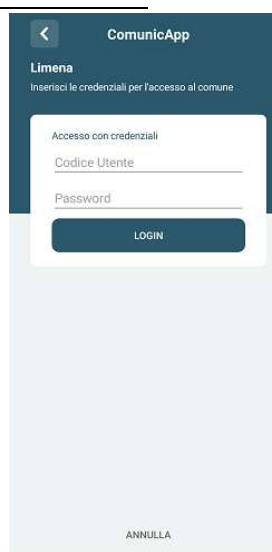 ComunicApp
Limena
Inserisci le credenziali per l'accesso al comune
Accesso con credenziali
Codice Utente
Password
LOGIN
ANNULLA